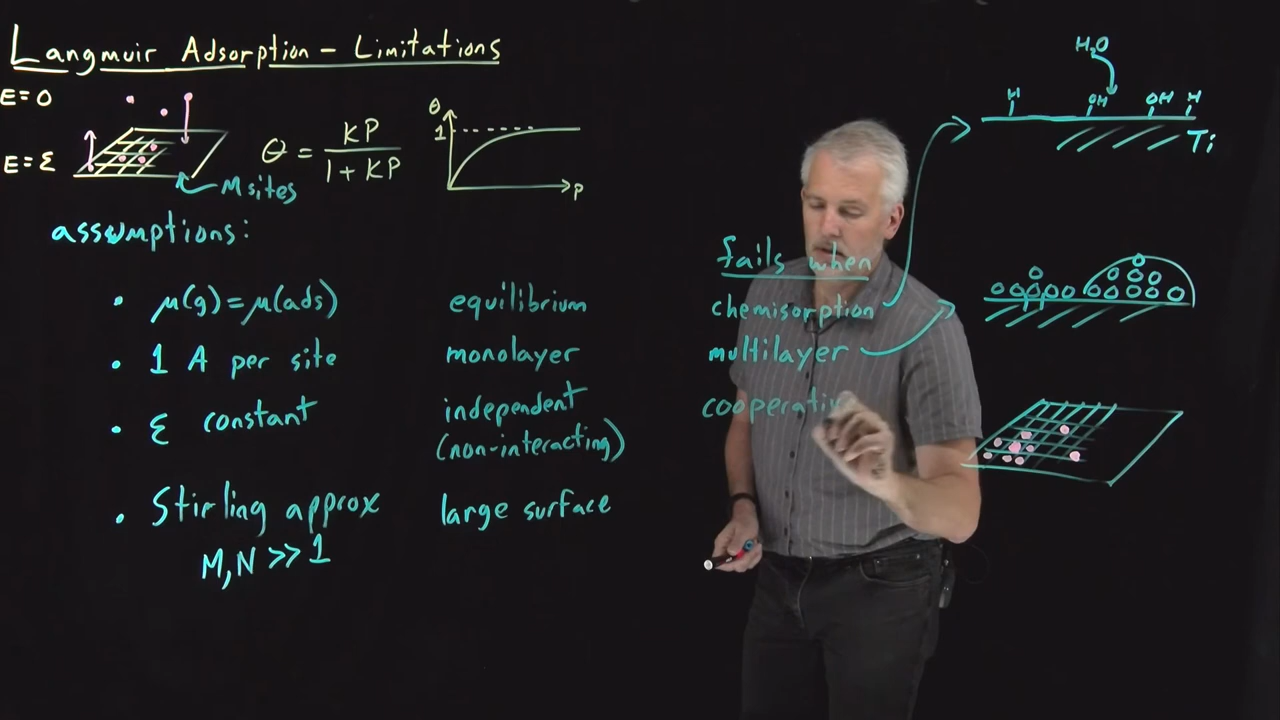 Langmuir Adsorption - Limitations
E=0
E=ε
M sites
θ = KP / 1 + KP
θ
1
p
assumptions:
• μ(g)=μ(ads) equilibrium
• 1 A per site monolayer
• ε constant independent
(non-interacting)
• Stirling approx large surface
M,N >> 1
fails when
chemisorption
multilayer
H₂O
H OH OH H
Ti